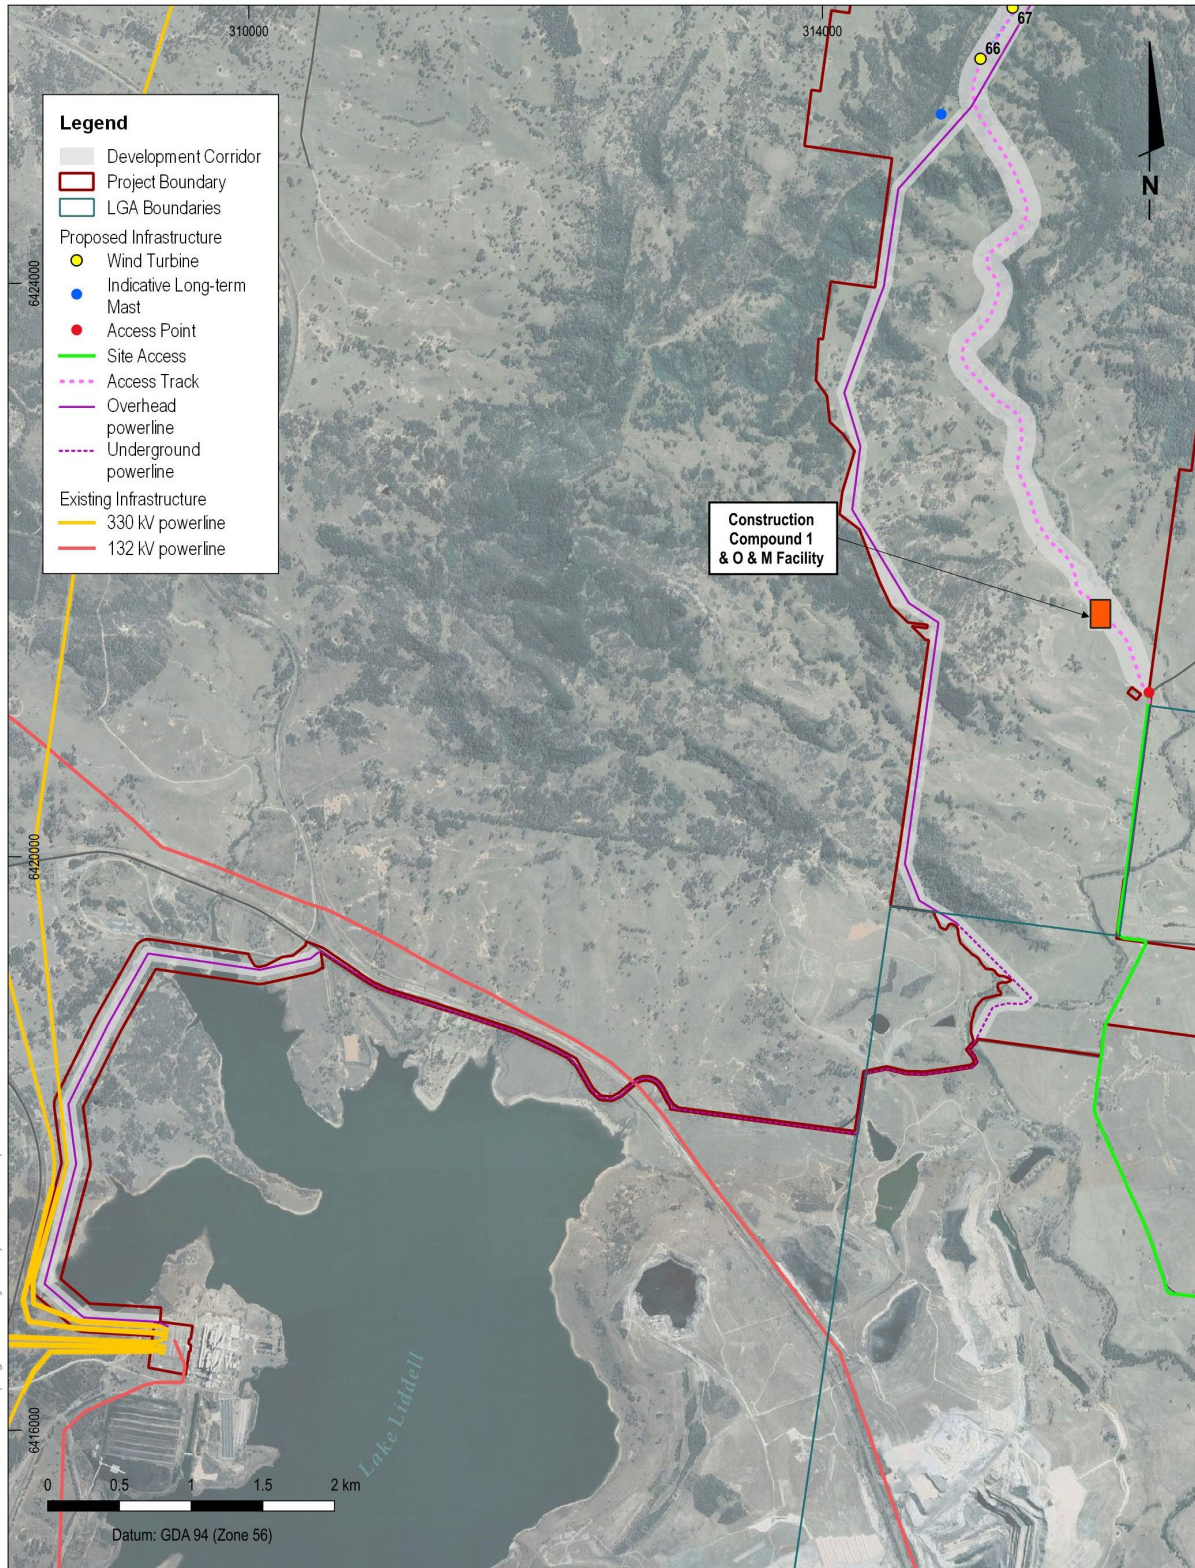 310000
314000
67
66
N
Legend
Development Corridor
Project Boundary
LGA Boundaries
Proposed Infrastructure
Wind Turbine
Indicative Long-term
Mast
Access Point
Site Access
Access Track
Overhead
powerline
Underground
powerline
Existing Infrastructure
330 kV powerline
132 kV powerline
6424000
Construction
Compound 1
& O & M Facility
6420000
6416000
Lake Liddell
0 0.5 1 1.5 2 km
Datum: GDA 94 (Zone 56)